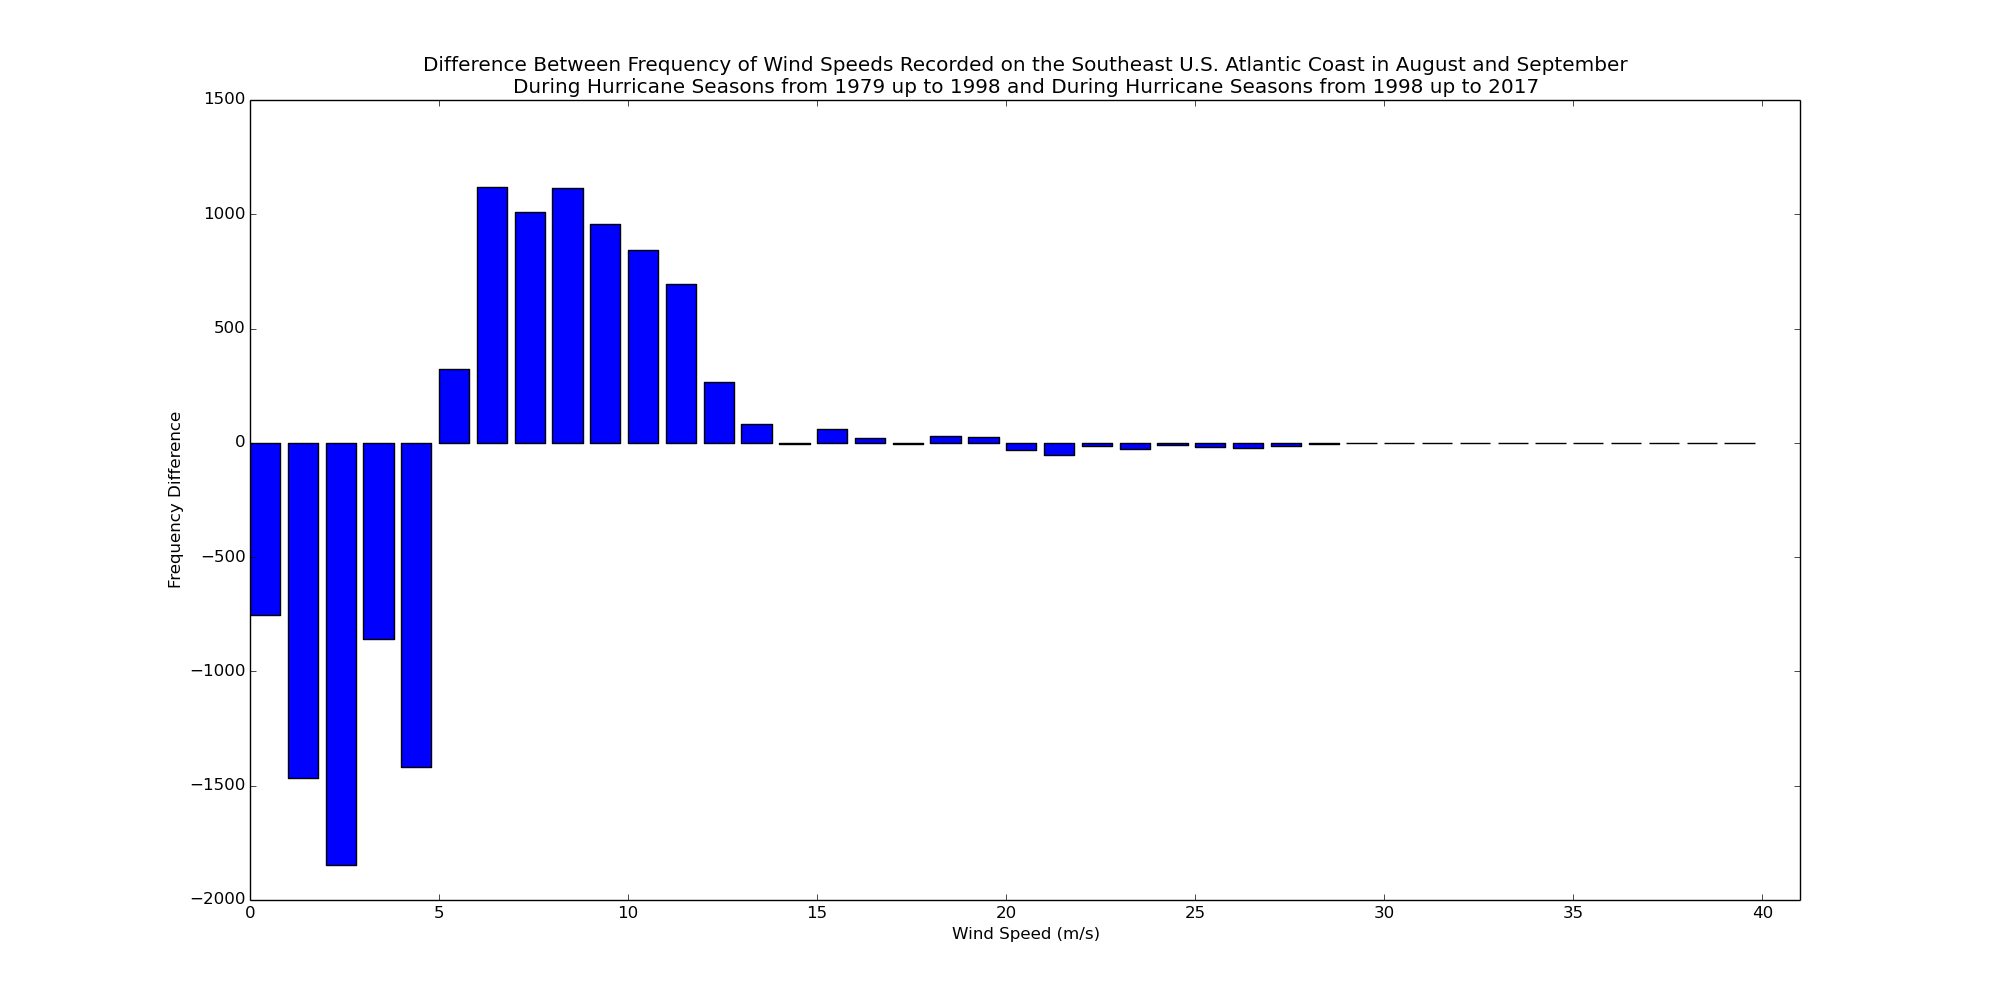 Difference Between Frequency of Wind Speeds Recorded on the Southeast U.S. Atlantic Coast in August and September
During Hurricane Seasons from 1979 up to 1998 and During Hurricane Seasons from 1998 up to 2017
1500
1000
500
0
−500
−1000
−1500
−2000
Frequency Difference
0 5 10 15 20 25 30 35 40
Wind Speed (m/s)